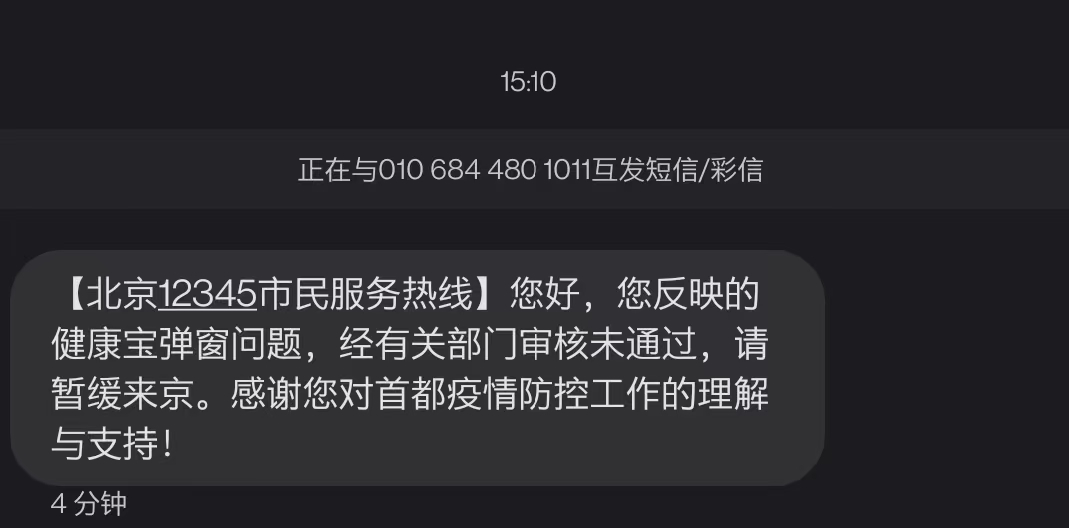 15:10
正在与010 684 480 1011互发短信/彩信
【北京12345市民服务热线】您好，您反映的
健康宝弹窗问题，经有关部门审核未通过，请
暂缓来京。感谢您对首都疫情防控工作的理解
与支持！
4 分钟